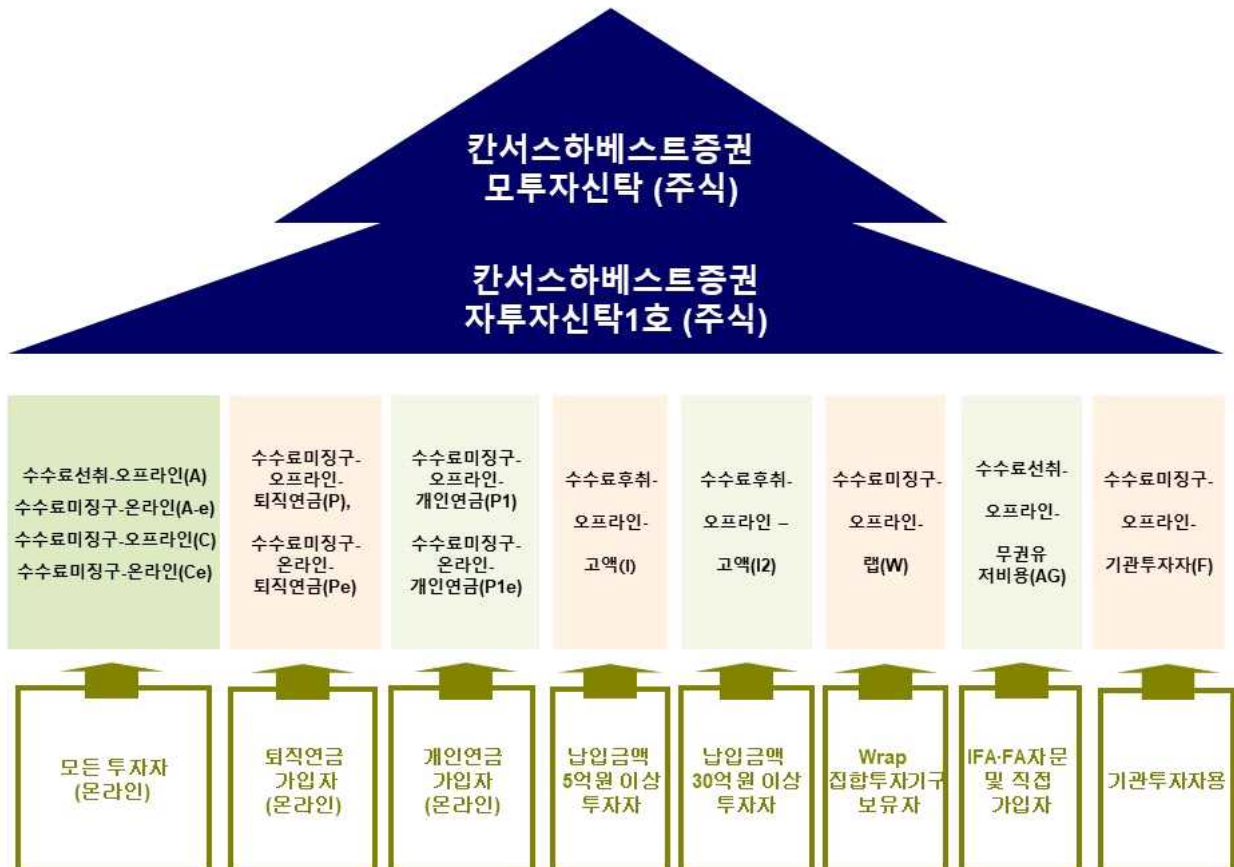 칸서스하베스트증권
모투자신탁 (주식)
칸서스하베스트증권
자투자신탁1호 (주식)
수수료선취-오프라인(A)
수수료미징구-온라인(A-e)
수수료미징구-오프라인(C)
수수료미징구-온라인(Ce)
수수료미징구-
오프라인-
퇴직연금(P),
수수료미징구-
온라인-
퇴직연금(Pe)
수수료미징구-
오프라인-
개인연금(P1)
수수료미징구-
온라인-
개인연금(P1e)
수수료후취-
오프라인-
고액(I)
수수료후취-
오프라인 –
고액(I2)
수수료미징구-
오프라인-
랩(W)
수수료선취-
오프라인-
무권유
저비용(AG)
수수료미징구-
오프라인-
기관투자자(F)
모든 투자자
(온라인)
퇴직연금
가입자
(온라인)
개인연금
가입자
(온라인)
납입금액
5억원 이상
투자자
납입금액
30억원 이상
투자자
Wrap
집합투자기구
보유자
IFA·FA자문
및 직접
가입자
기관투자자용